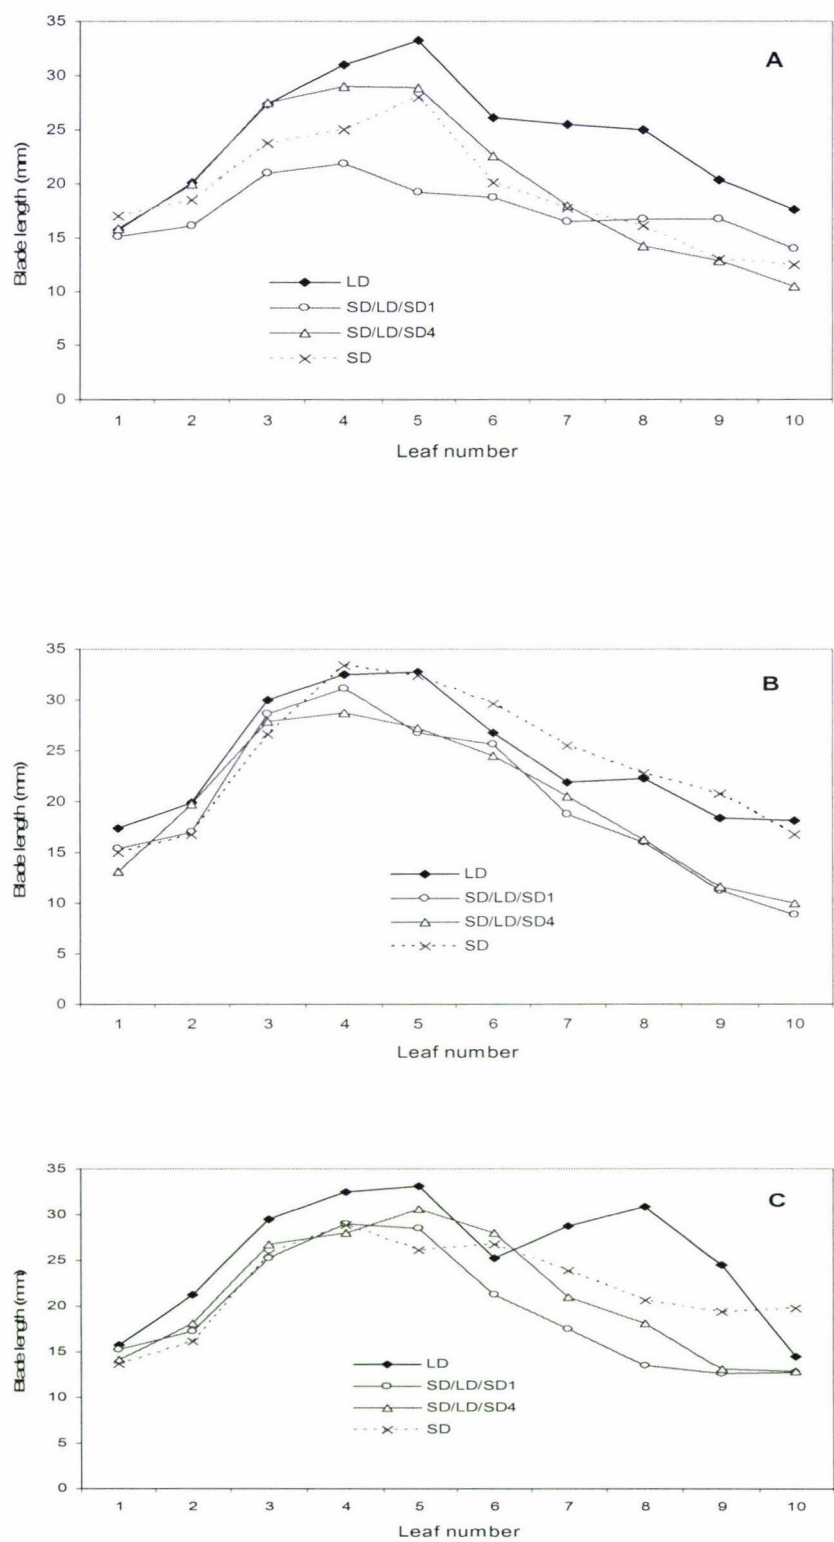 A
Blade length (mm)
35
30
25
20
15
10
5
0
LD
SD/LD/SD1
SD/LD/SD4
SD
1 2 3 4 5 6 7 8 9 10
Leaf number
B
Blade length (mm)
35
30
25
20
15
10
5
0
LD
SD/LD/SD1
SD/LD/SD4
SD
1 2 3 4 5 6 7 8 9 10
Leaf number
C
Blade length (mm)
35
30
25
20
15
10
5
0
LD
SD/LD/SD1
SD/LD/SD4
SD
1 2 3 4 5 6 7 8 9 10
Leaf number